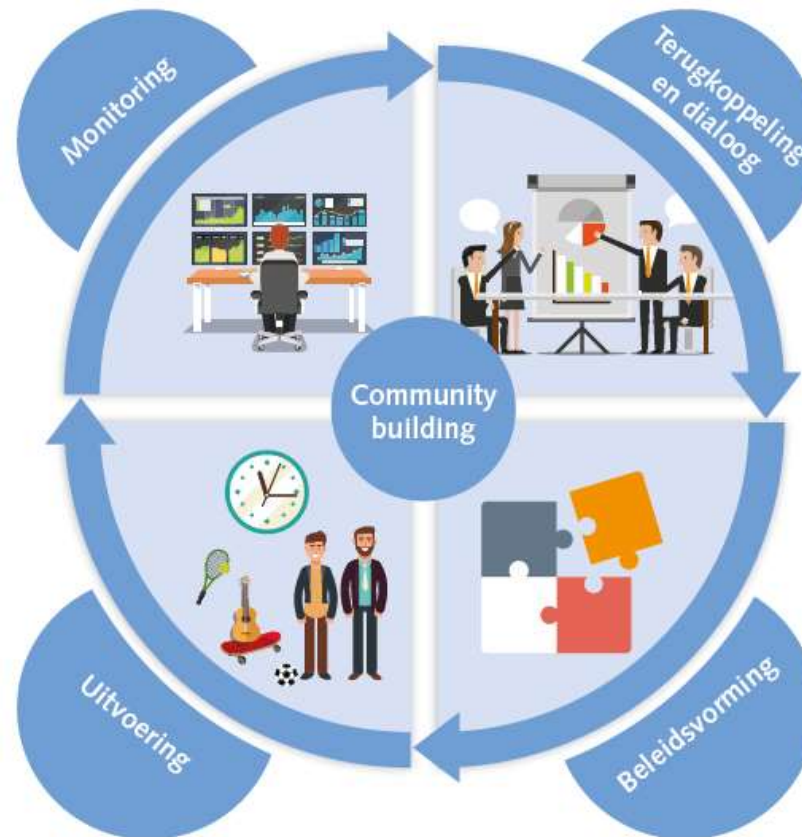 Monitoring
Terugkoppeling
en dialoog
Community
building
Uitvoering
Beleidsvorming